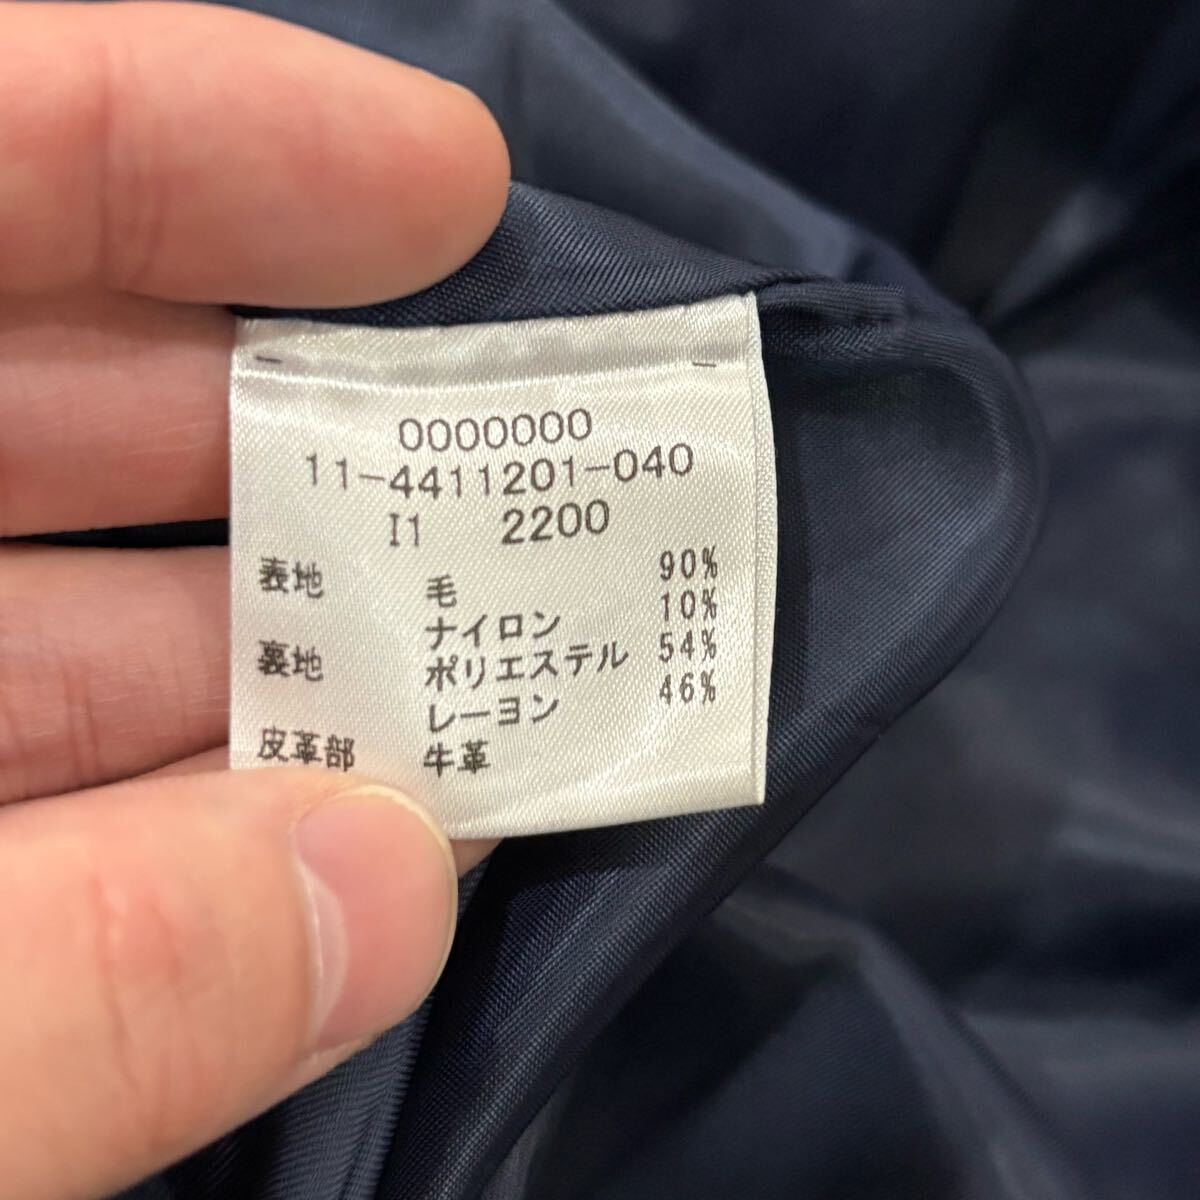 0000000
11-4411201-040
I1 2200
表地 毛 90%
ナイロン 10%
裏地 ポリエステル 54%
レーヨン 46%
皮革部 牛革